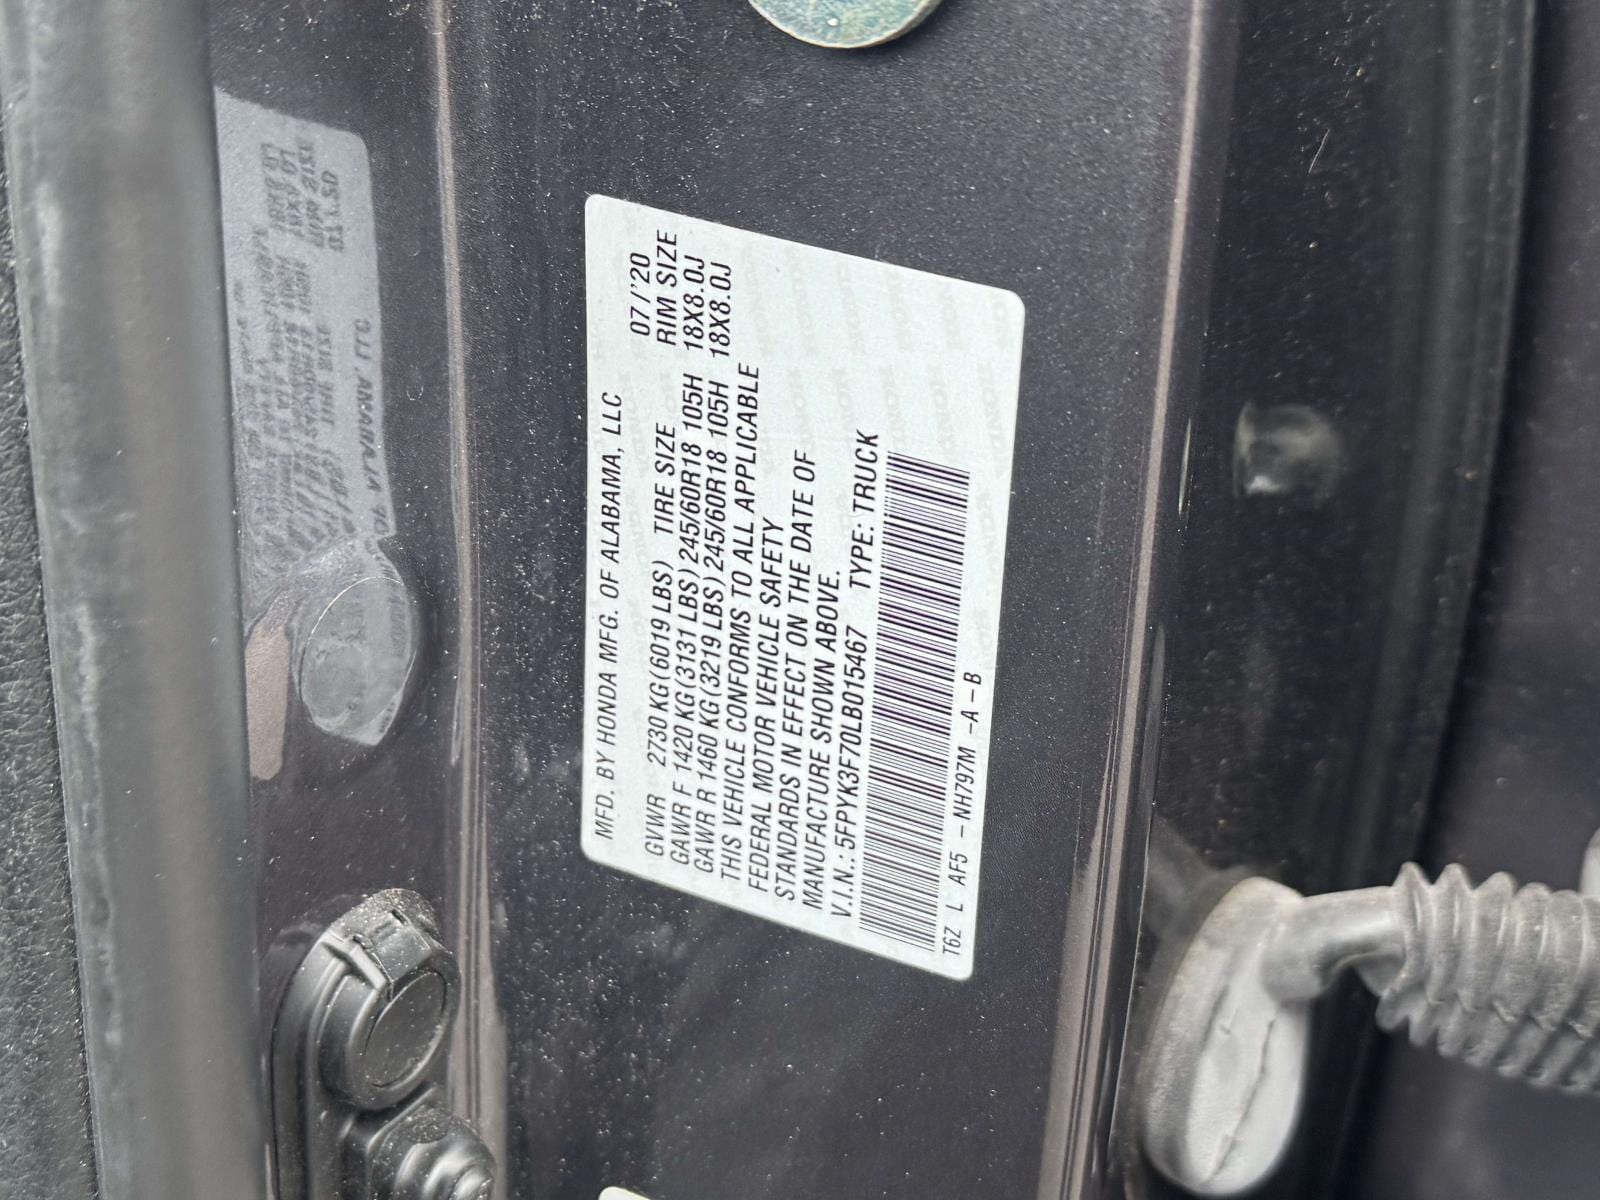 MFD. BY HONDA MFG. OF ALABAMA, LLC 07/'20
GVWR 2730 KG (6019 LBS) TIRE SIZE RIM SIZE
GAWR F 1420 KG (3131 LBS) 245/60R18 105H 18X8.0J
GAWR R 1460 KG (3219 LBS) 245/60R18 105H 18X8.0J
THIS VEHICLE CONFORMS TO ALL APPLICABLE
FEDERAL MOTOR VEHICLE SAFETY
STANDARDS IN EFFECT ON THE DATE OF
MANUFACTURE SHOWN ABOVE.
V.I.N.: 5FPYK3F70LB015467 TYPE: TRUCK
T6Z L AF5 - NH797M -A-B